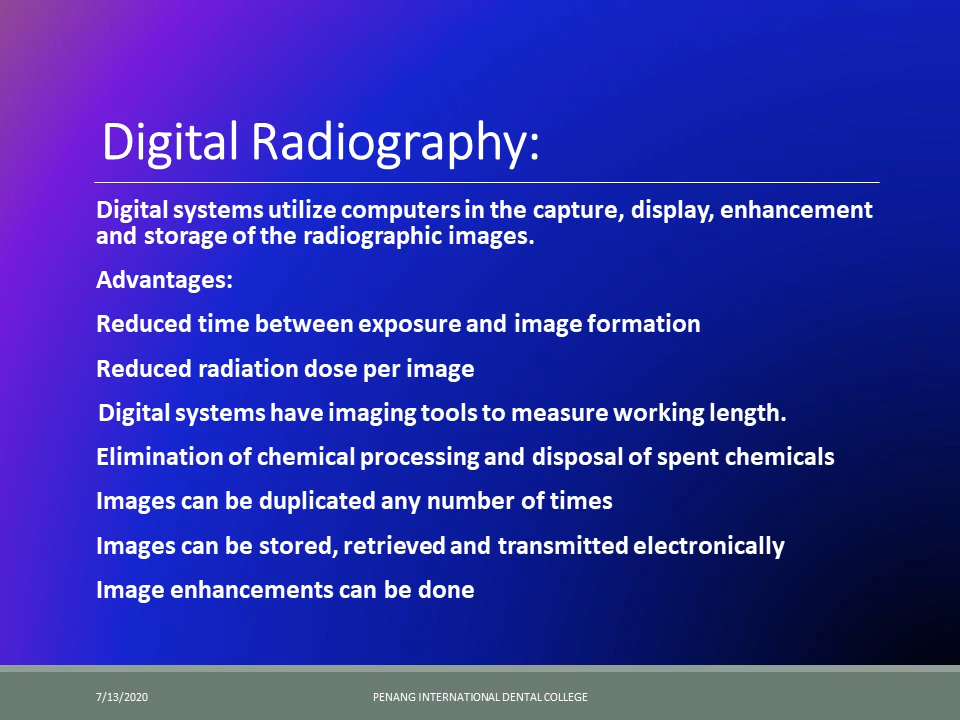 Digital Radiography:
Digital systems utilize computers in the capture, display, enhancement
and storage of the radiographic images.
Advantages:
Reduced time between exposure and image formation
Reduced radiation dose per image
Digital systems have imaging tools to measure working length.
Elimination of chemical processing and disposal of spent chemicals
Images can be duplicated any number of times
Images can be stored, retrieved and transmitted electronically
Image enhancements can be done
7/13/2020
PENANG INTERNATIONAL DENTAL COLLEGE